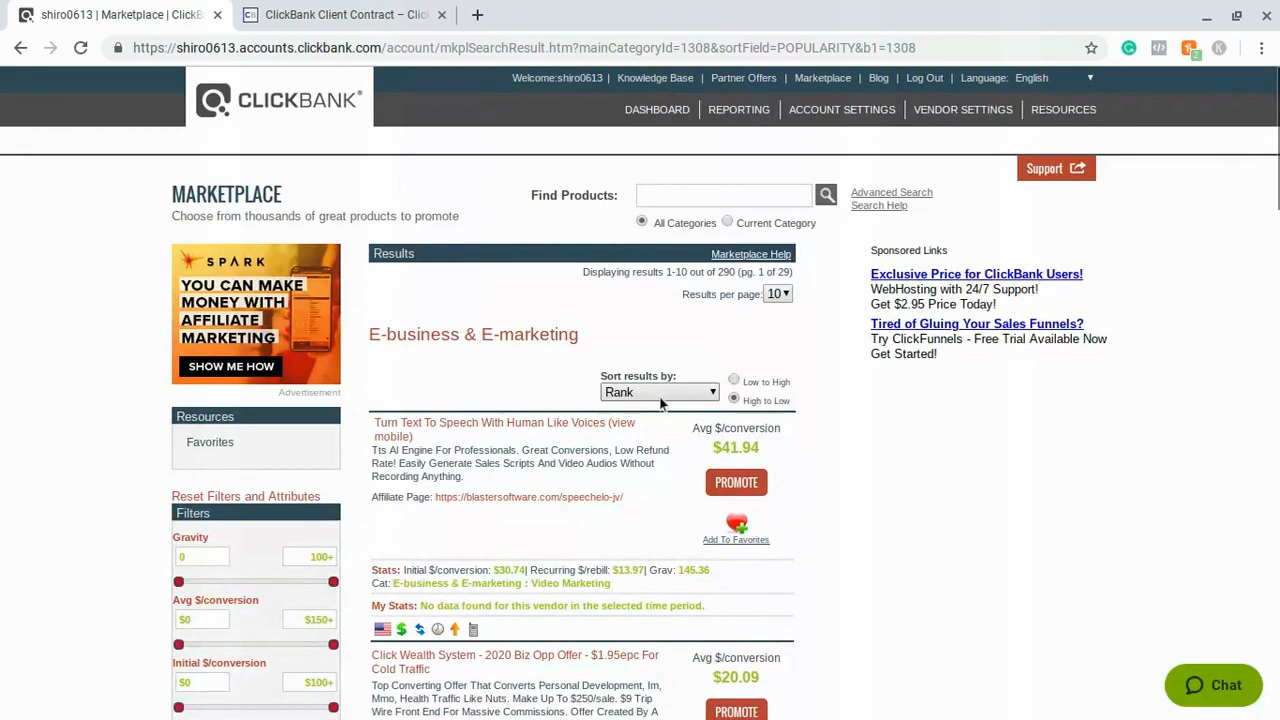 shiro0613 | Marketplace | ClickB
ClickBank Client Contract – Click
https://shiro0613.accounts.clickbank.com/account/mkplSearchResult.htm?mainCategoryId=1308&sortField=POPULARITY&b1=1308
2
Welcome:shiro0613 | Knowledge Base | Partner Offers | Marketplace | Blog | Log Out | Language: English
CLICKBANK®
DASHBOARD | REPORTING | ACCOUNT SETTINGS | VENDOR SETTINGS | RESOURCES
Support
MARKETPLACE
Choose from thousands of great products to promote
Find Products:
Advanced Search
Search Help
All Categories Current Category
SPARK
YOU CAN MAKE
MONEY WITH
AFFILIATE
MARKETING
SHOW ME HOW
Advertisement
Resources
Favorites
Reset Filters and Attributes
Filters
Gravity
0 100+
Avg $/conversion
$0 $150+
Initial $/conversion
$0 $100+
Results Marketplace Help
Displaying results 1-10 out of 290 (pg. 1 of 29)
Results per page: 10
E-business & E-marketing
Sort results by:
Rank
Low to High
High to Low
Turn Text To Speech With Human Like Voices (view
mobile)
Tts AI Engine For Professionals. Great Conversions, Low Refund
Rate! Easily Generate Sales Scripts And Video Audios Without
Recording Anything.
Affiliate Page: https://blastersoftware.com/speechelo-jv/
Avg $/conversion
$41.94
PROMOTE
Add To Favorites
Stats: Initial $/conversion: $30.74| Recurring $/rebill: $13.97| Grav: 145.36
Cat: E-business & E-marketing : Video Marketing
My Stats: No data found for this vendor in the selected time period.
Click Wealth System - 2020 Biz Opp Offer - $1.95epc For
Cold Traffic
Top Converting Offer That Converts Personal Development, Im,
Mmo, Health Traffic Like Nuts. Make Up To $250/sale. $9 Trip
Wire Front End For Massive Commissions. Offer Created By A
Avg $/conversion
$20.09
PROMOTE
Sponsored Links
Exclusive Price for ClickBank Users!
WebHosting with 24/7 Support!
Get $2.95 Price Today!
Tired of Gluing Your Sales Funnels?
Try ClickFunnels - Free Trial Available Now
Get Started!
Chat